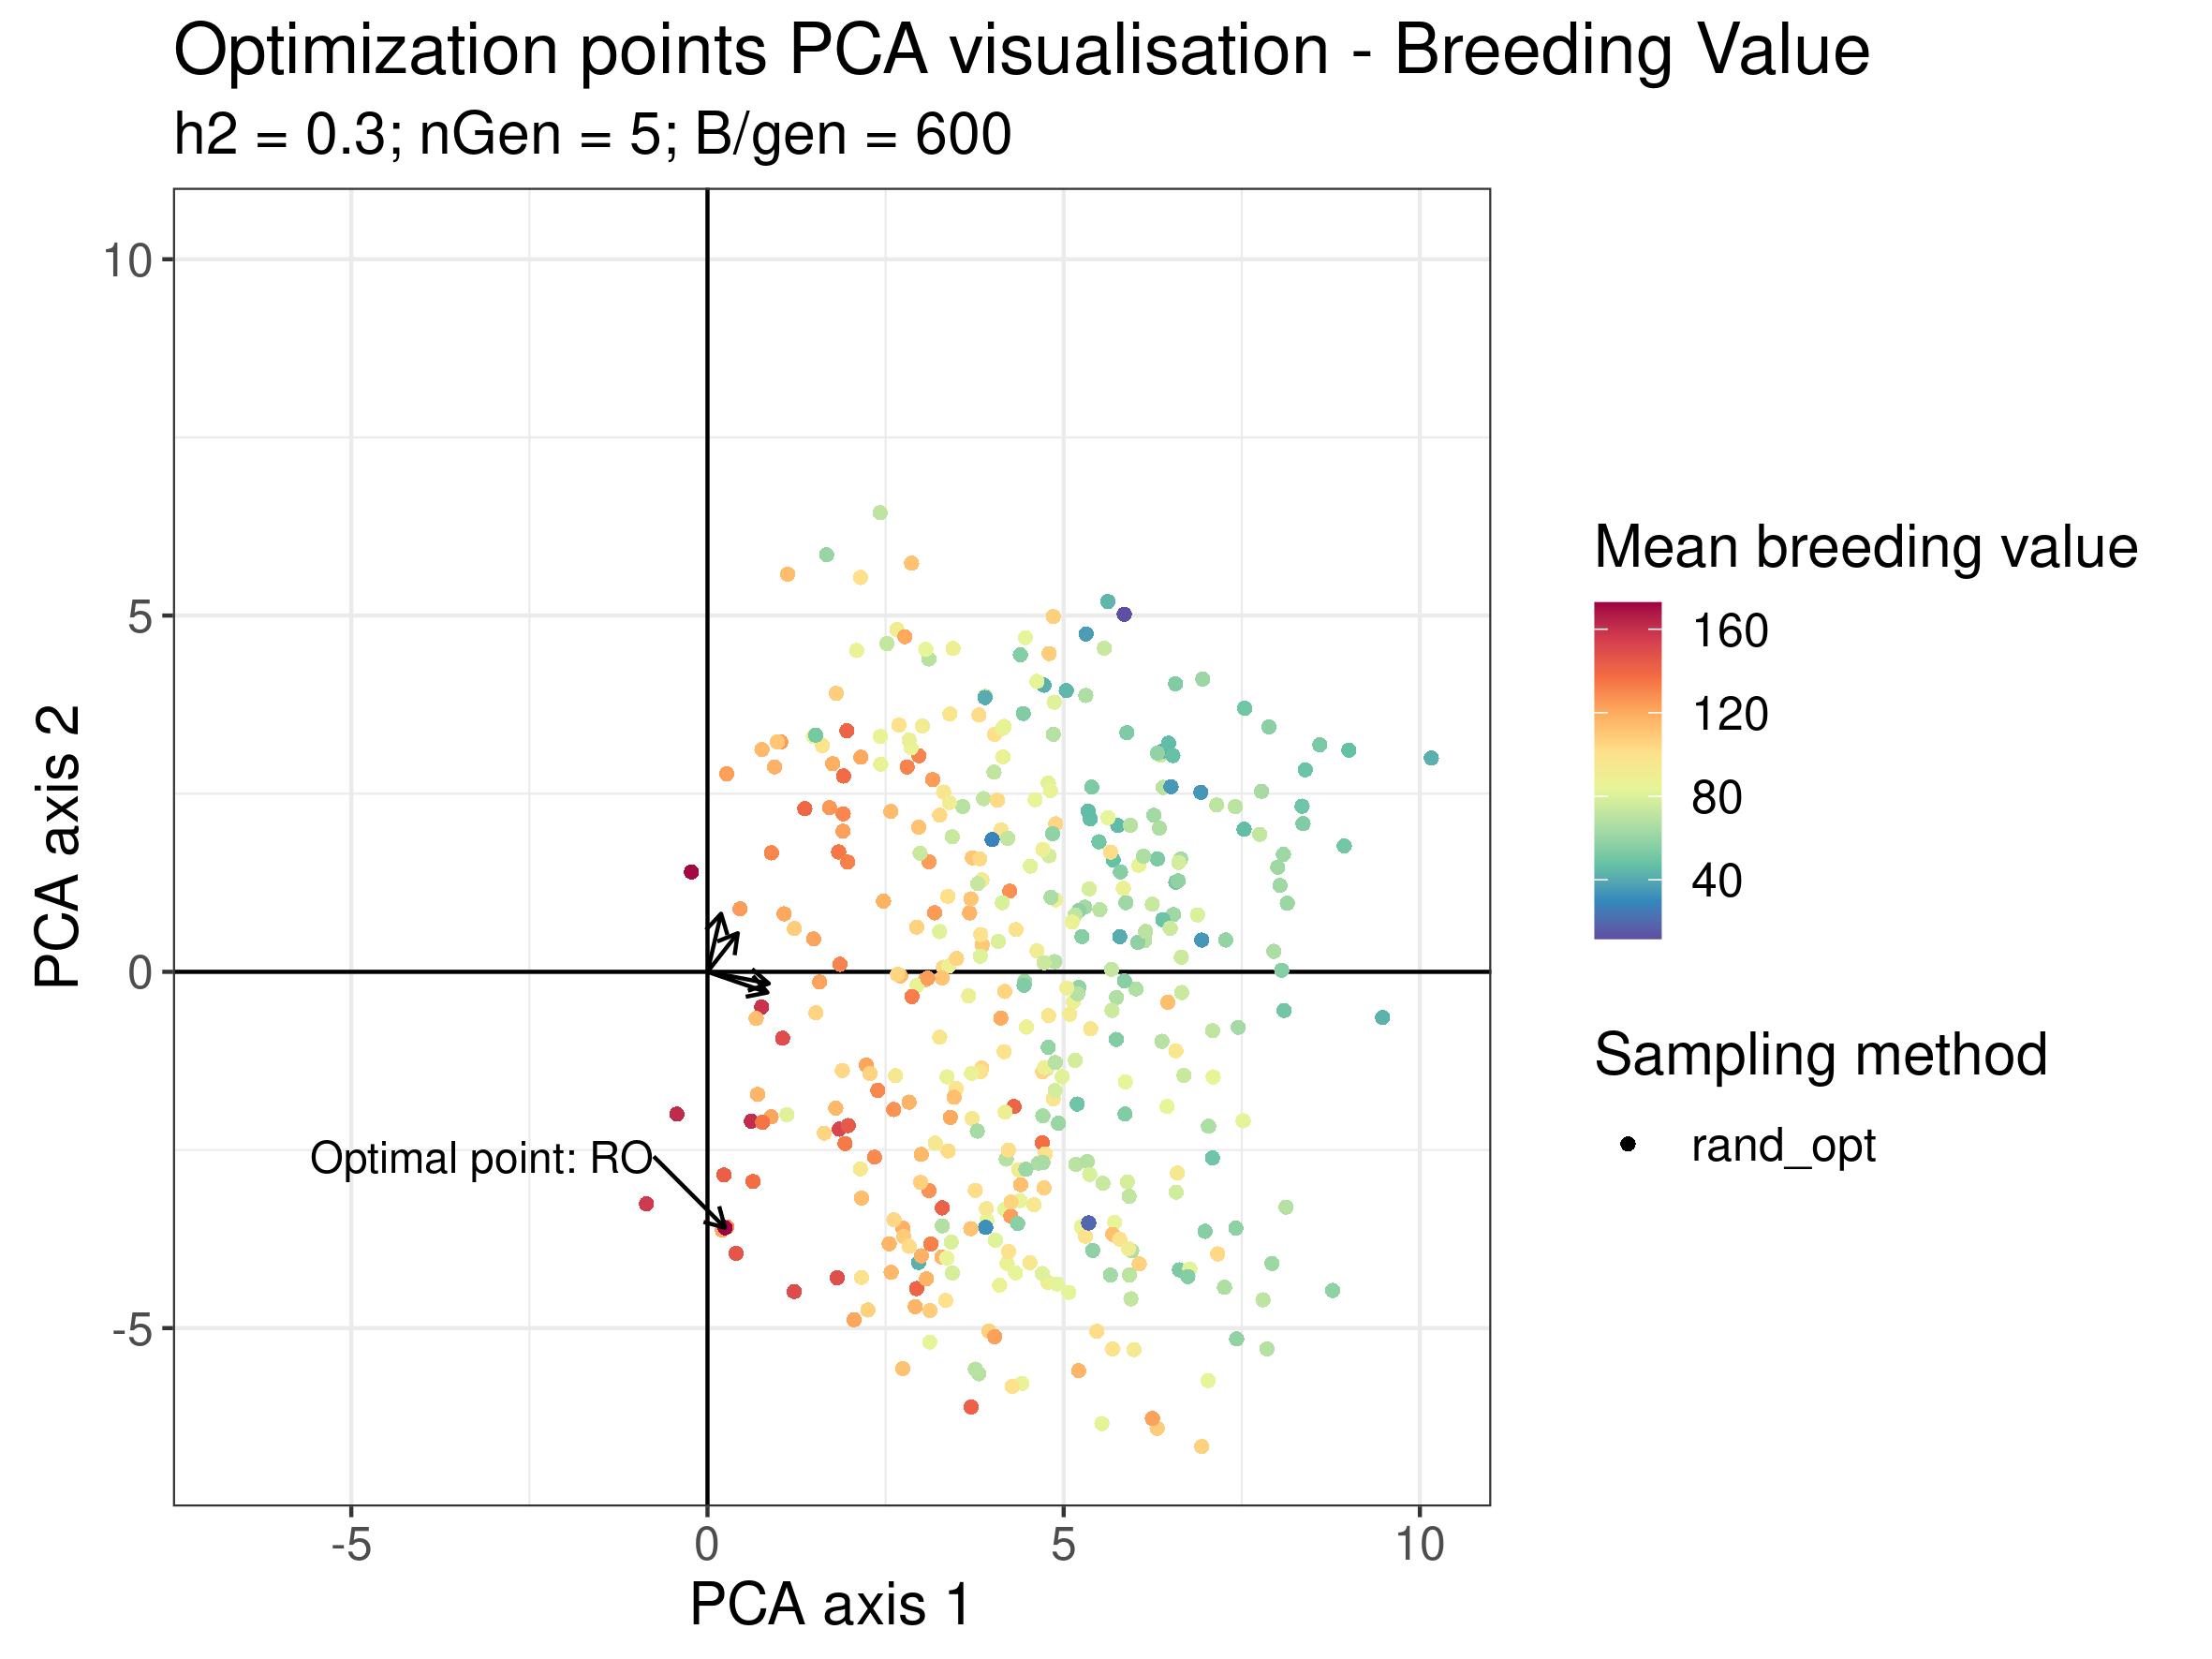 Optimization points PCA visualisation - Breeding Value
h2 = 0.3; nGen = 5; B/gen = 600
10
5
0
-5
PCA axis 2
Optimal point: RO
-5
0
5
10
PCA axis 1
Mean breeding value
160
120
80
40
Sampling method
rand_opt